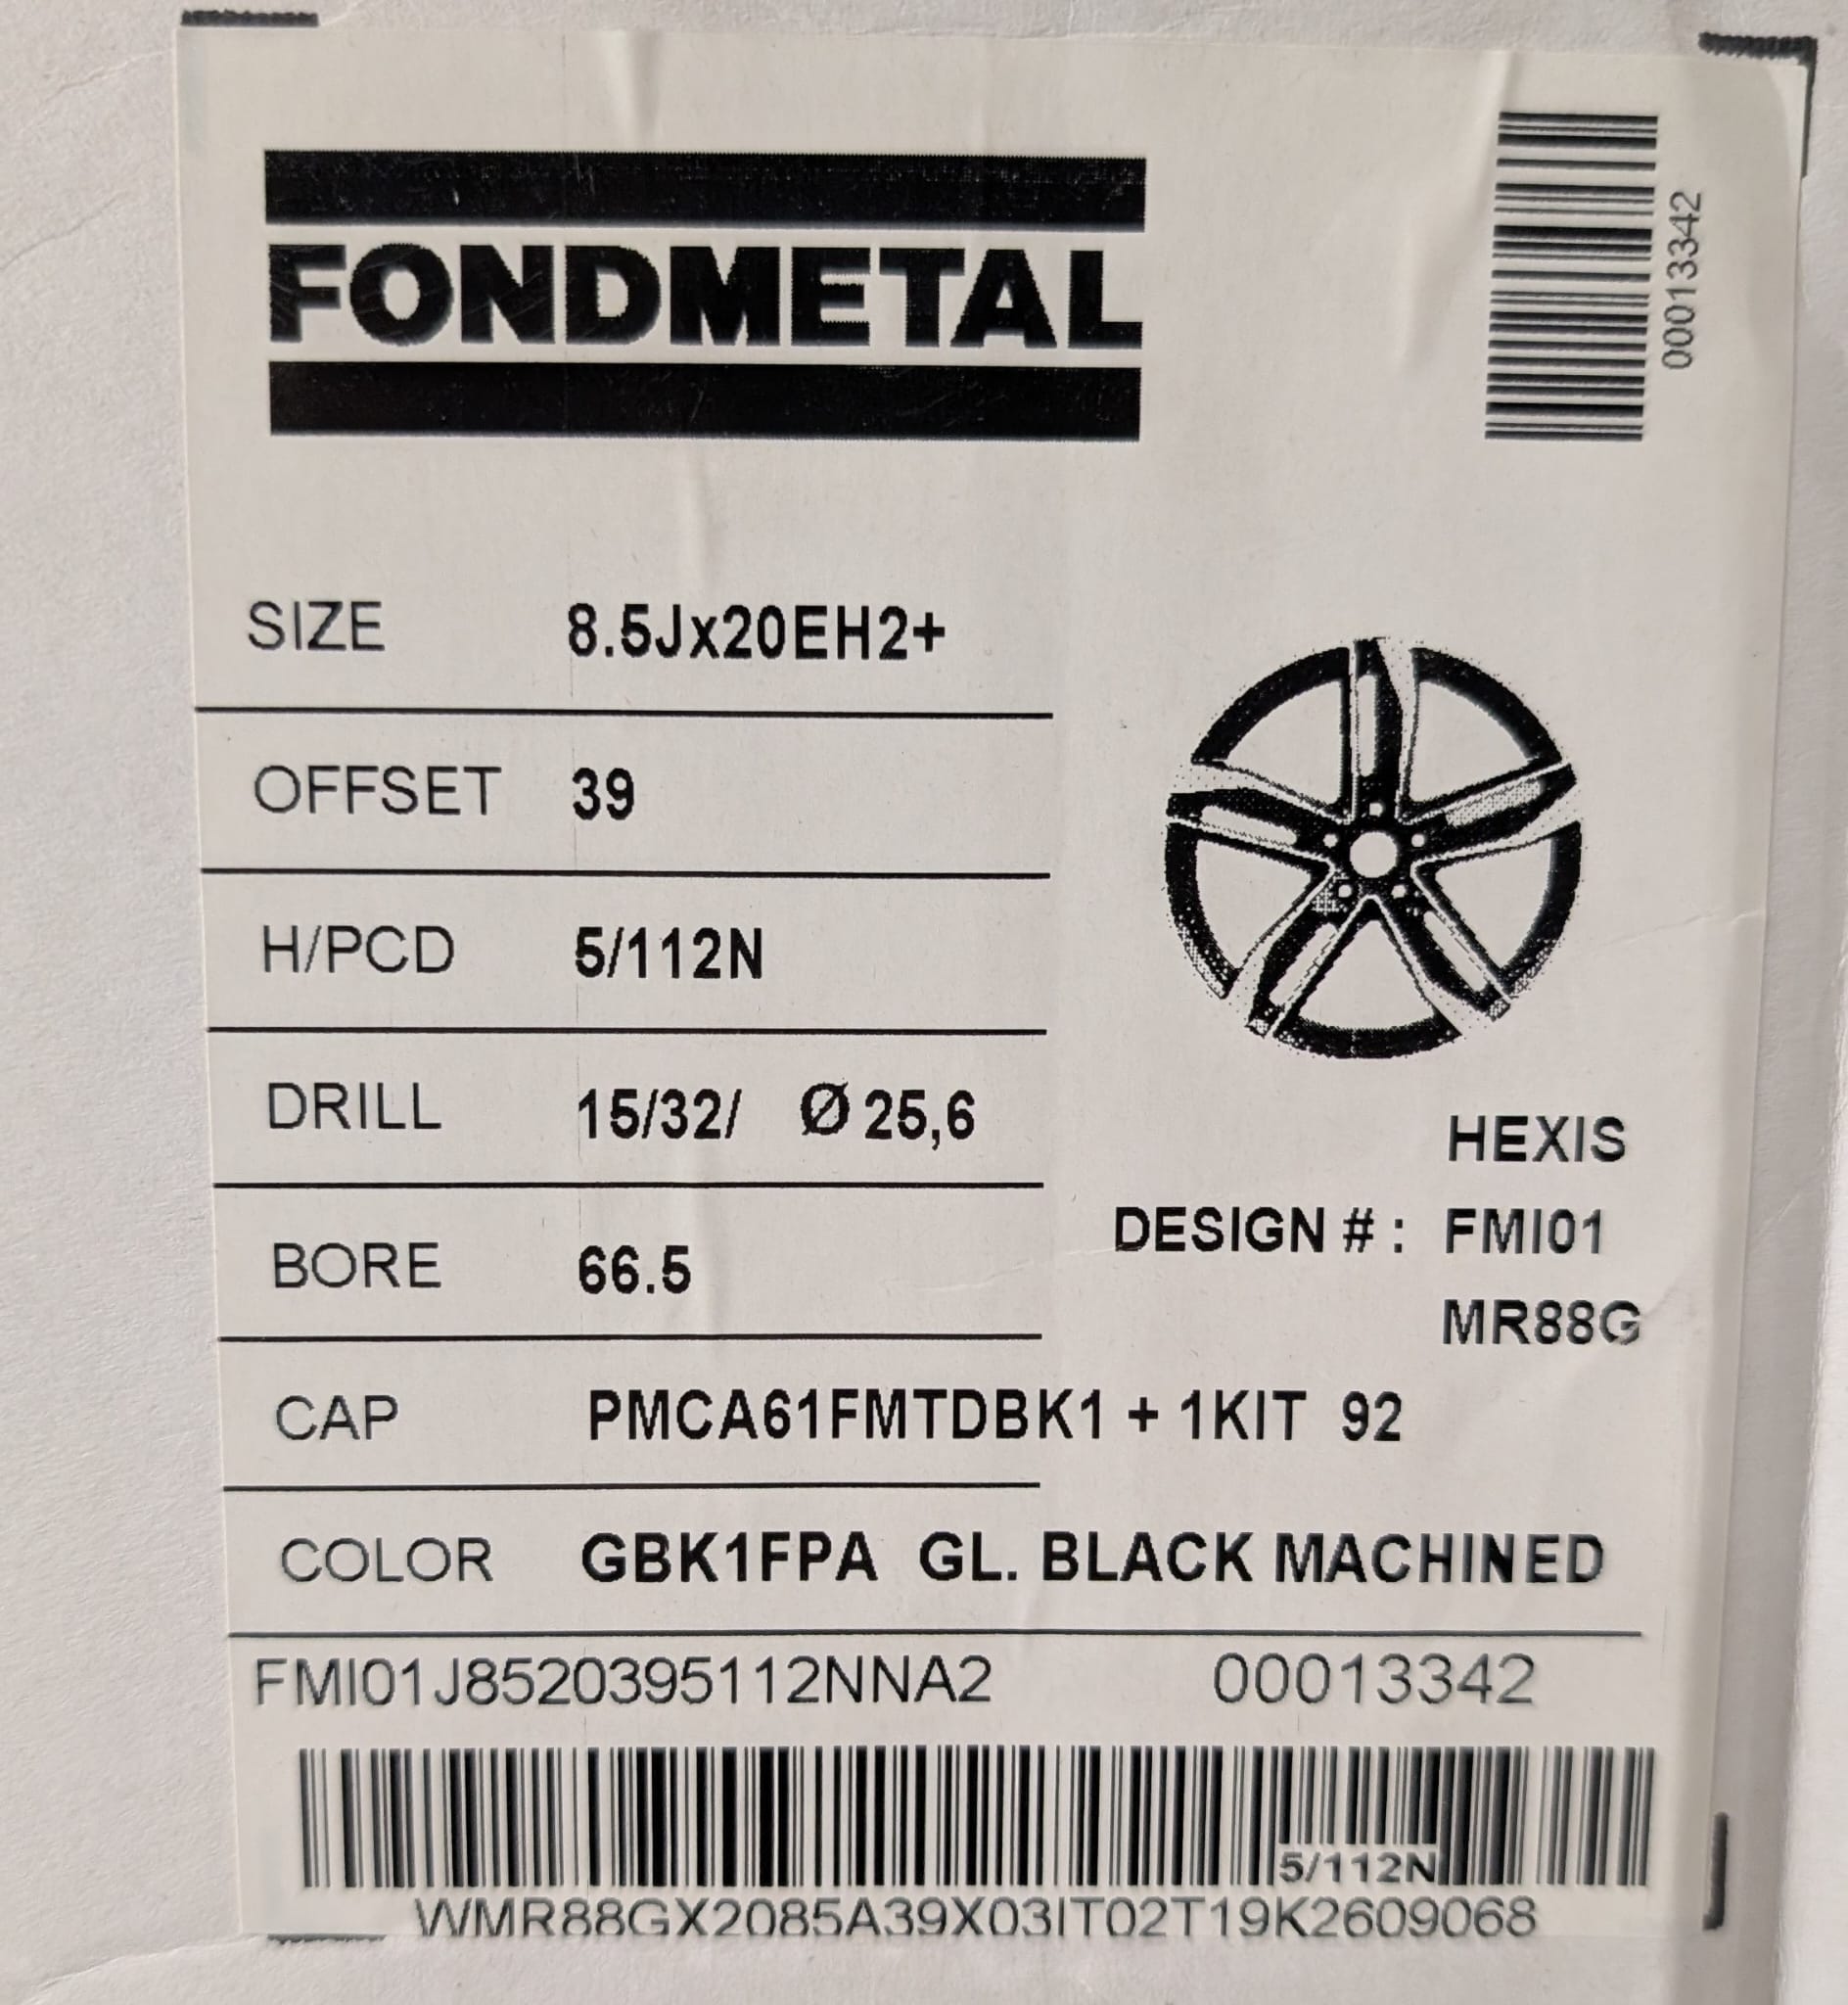 FONDMETAL
00013342
SIZE 8.5Jx20EH2+
OFFSET 39
H/PCD 5/112N
DRILL 15/32/ Ø 25,6
BORE 66.5
HEXIS
DESIGN # : FMI01
MR88G
CAP PMCA61FMTDBK1 + 1KIT 92
COLOR GBK1FPA GL. BLACK MACHINED
FMI01J8520395112NNA2 00013342
5/112N
WMR88GX2085A39X03IT02T19K2609068